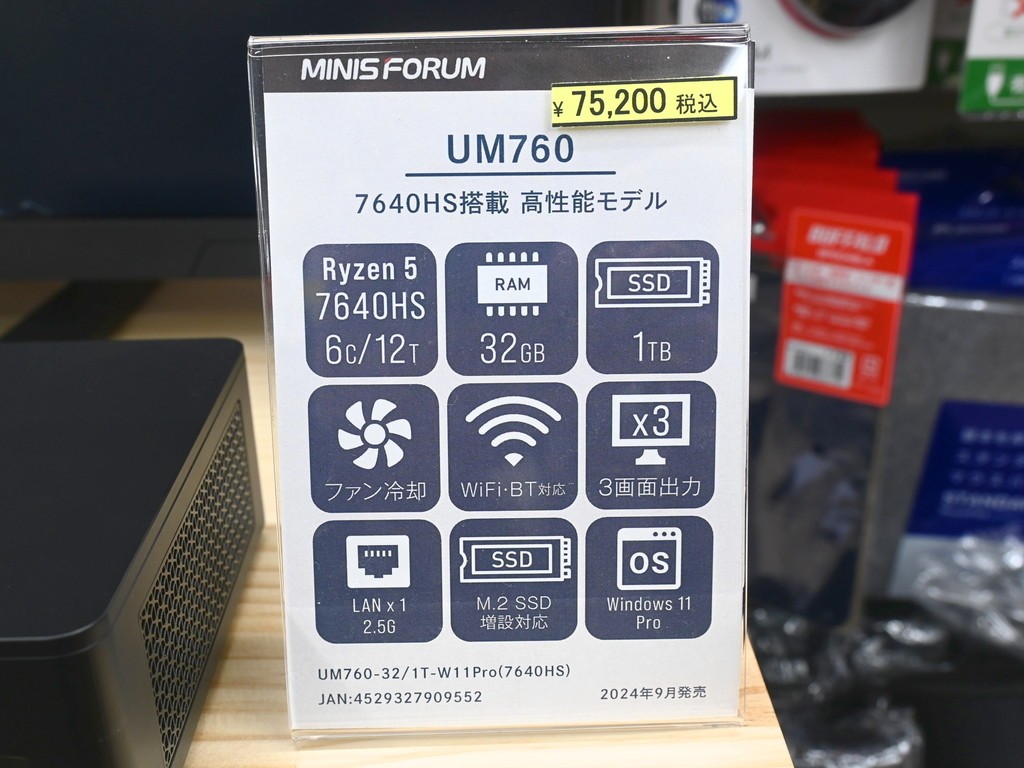 MINISFORUM
¥ 75,200 税込
UM760
7640HS搭載 高性能モデル
Ryzen 5
7640HS
6C/12T
RAM
32GB
SSD
1TB
ファン冷却
WiFi・BT対応
x3
3画面出力
LAN x 1
2.5G
SSD
M.2 SSD
増設対応
OS
Windows 11
Pro
UM760-32/1T-W11Pro(7640HS)
JAN:4529327909552
2024年9月発売
BUFFALO